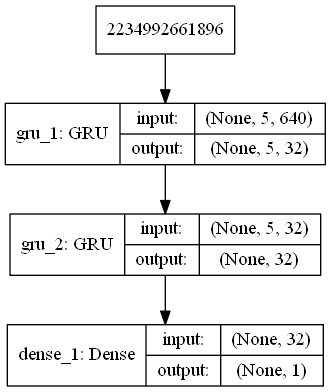 2234992661896
gru_1: GRU
input:
(None, 5, 640)
output:
(None, 5, 32)
gru_2: GRU
input:
(None, 5, 32)
output:
(None, 32)
dense_1: Dense
input:
(None, 32)
output:
(None, 1)